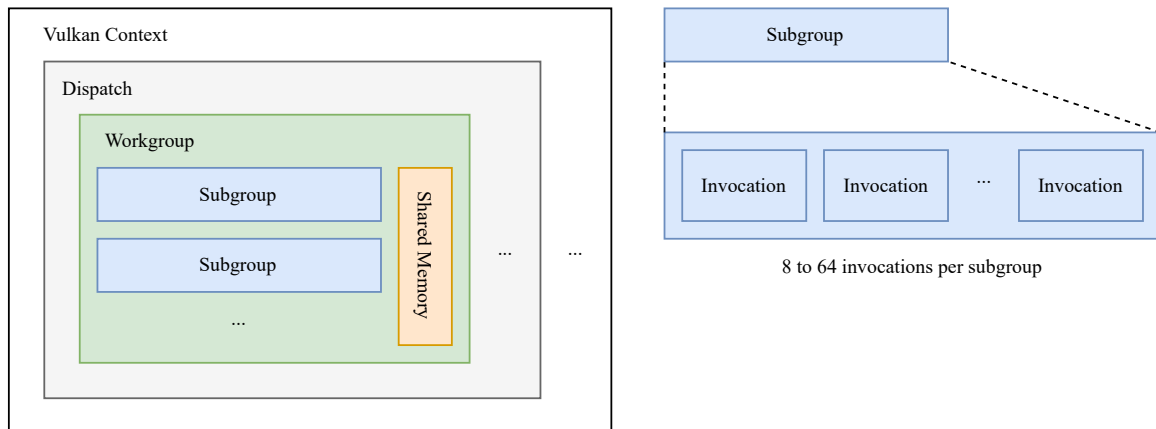 Vulkan Context
Dispatch
Workgroup
Subgroup
Subgroup
...
Shared Memory
...
...
Subgroup
Invocation
Invocation
...
Invocation
8 to 64 invocations per subgroup